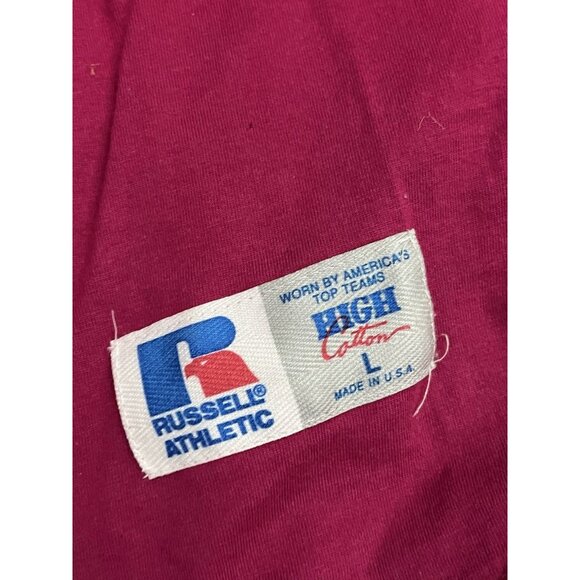 RUSSELL®
ATHLETIC
WORN BY AMERICA'S
TOP TEAMS
HIGH
Cotton
L
MADE IN U.S.A.